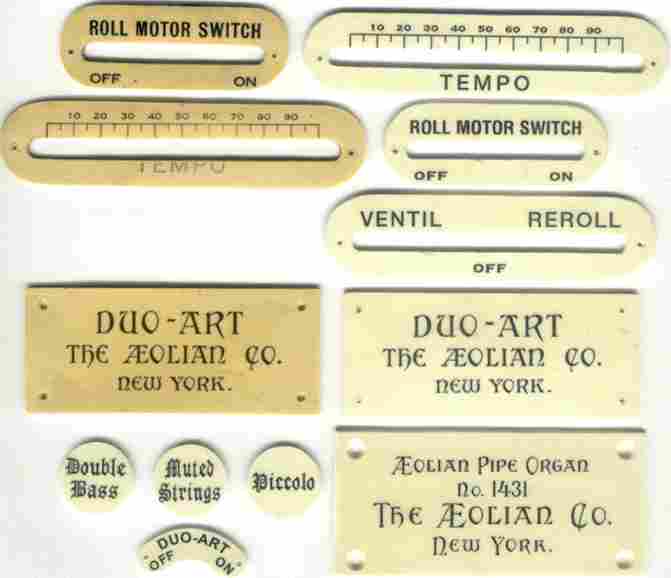 ROLL MOTOR SWITCH
OFF ON
10 20 30 40 50 60 70 80 90
TEMPO
10 20 30 40 50 60 70 80 90
TEMPO
ROLL MOTOR SWITCH
OFF ON
VENTIL REROLL
OFF
DUO-ART
THE ÆOLIAN CO.
NEW YORK.
DUO-ART
THE ÆOLIAN CO.
NEW YORK.
Double
Bass
Muted
Strings
Piccolo
ÆOLIAN PIPE ORGAN
No. 1431
THE ÆOLIAN CO.
NEW YORK.
DUO-ART
OFF ON